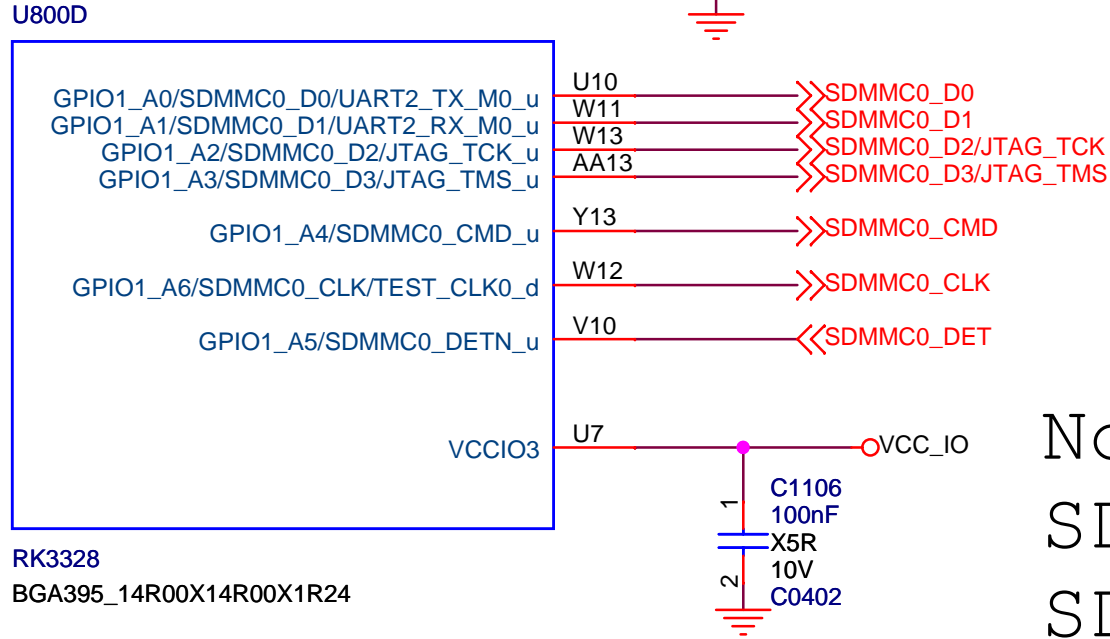 U800D
GPIO1_A0/SDMMC0_D0/UART2_TX_M0_u U10 SDMMC0_D0
GPIO1_A1/SDMMC0_D1/UART2_RX_M0_u W11 SDMMC0_D1
GPIO1_A2/SDMMC0_D2/JTAG_TCK_u W13 SDMMC0_D2/JTAG_TCK
GPIO1_A3/SDMMC0_D3/JTAG_TMS_u AA13 SDMMC0_D3/JTAG_TMS
GPIO1_A4/SDMMC0_CMD_u Y13 SDMMC0_CMD
GPIO1_A6/SDMMC0_CLK/TEST_CLK0_d W12 SDMMC0_CLK
GPIO1_A5/SDMMC0_DETN_u V10 SDMMC0_DET
VCCIO3 U7 VCC_IO
1
C1106
100nF
X5R
10V
C0402
2
RK3328
BGA395_14R00X14R00X1R24